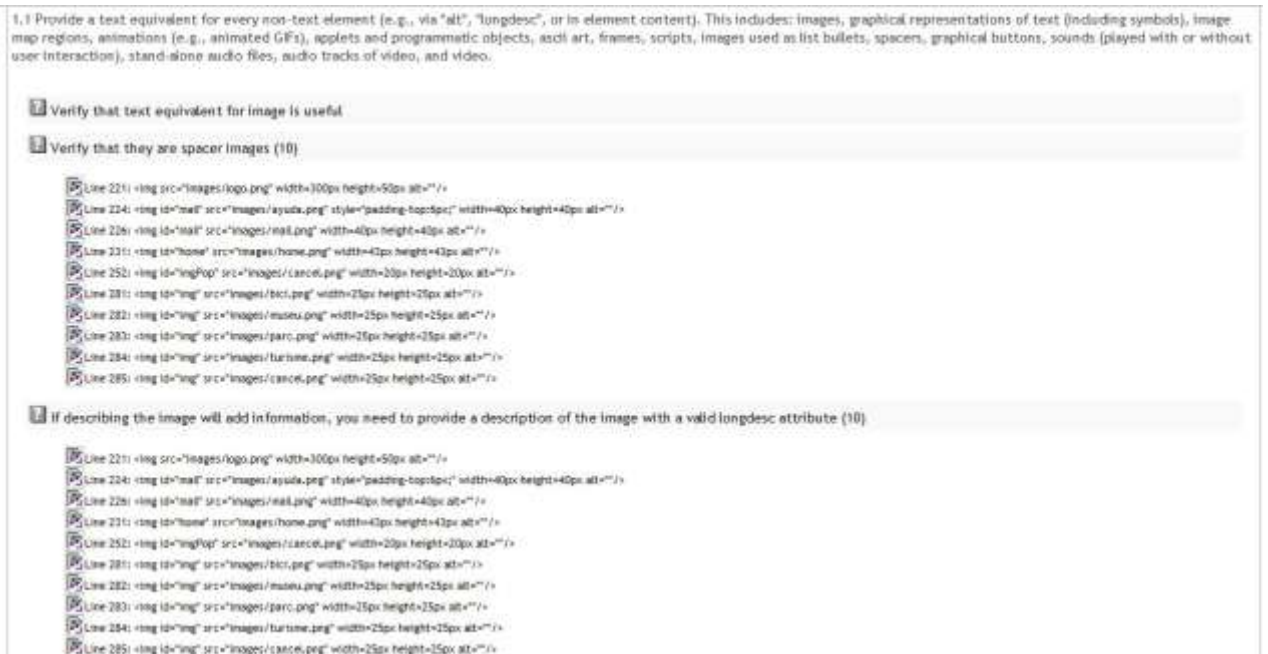 1.1 Provide a text equivalent for every non-text element (e.g., via "alt", "longdesc", or in element content). This includes: images, graphical representations of text (including symbols), image
map regions, animations (e.g., animated GIFs), applets and programmatic objects, ascii art, frames, scripts, images used as list bullets, spacers, graphical buttons, sounds (played with or without
user interaction), stand-alone audio files, audio tracks of video, and video.
Verify that text equivalent for image is useful
Verify that they are spacer images (10)
Line 221: <img src="images/logo.png" width=300px height=50px alt=""/>
Line 224: <img id="mail" src="images/ayuda.png" style="padding-top:6px;" width=40px height=40px alt=""/>
Line 226: <img id="mail" src="images/mail.png" width=40px height=40px alt=""/>
Line 231: <img id="home" src="images/home.png" width=43px height=43px alt=""/>
Line 252: <img id="imgPop" src="images/cancel.png" width=20px height=20px alt=""/>
Line 281: <img id="img" src="images/bici.png" width=25px height=25px alt=""/>
Line 282: <img id="img" src="images/museu.png" width=25px height=25px alt=""/>
Line 283: <img id="img" src="images/parc.png" width=25px height=25px alt=""/>
Line 284: <img id="img" src="images/turisme.png" width=25px height=25px alt=""/>
Line 285: <img id="img" src="images/cancel.png" width=25px height=25px alt=""/>
If describing the image will add information, you need to provide a description of the image with a valid longdesc attribute (10)
Line 221: <img src="images/logo.png" width=300px height=50px alt=""/>
Line 224: <img id="mail" src="images/ayuda.png" style="padding-top:6px;" width=40px height=40px alt=""/>
Line 226: <img id="mail" src="images/mail.png" width=40px height=40px alt=""/>
Line 231: <img id="home" src="images/home.png" width=43px height=43px alt=""/>
Line 252: <img id="imgPop" src="images/cancel.png" width=20px height=20px alt=""/>
Line 281: <img id="img" src="images/bici.png" width=25px height=25px alt=""/>
Line 282: <img id="img" src="images/museu.png" width=25px height=25px alt=""/>
Line 283: <img id="img" src="images/parc.png" width=25px height=25px alt=""/>
Line 284: <img id="img" src="images/turisme.png" width=25px height=25px alt=""/>
Line 285: <img id="img" src="images/cancel.png" width=25px height=25px alt=""/>